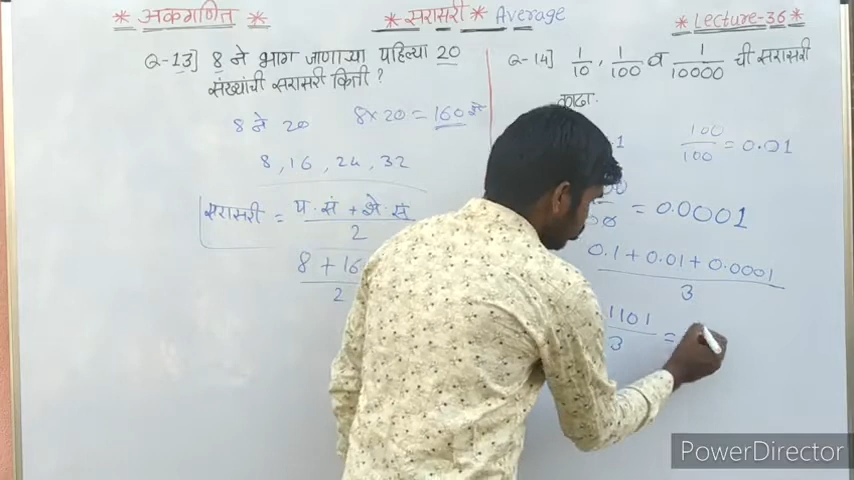 * अंकगणित * * सरासरी * Average * Lecture-36 *
Q-13] 8 ने भाग जाणाऱ्या पहिल्या 20
संख्यांची सरासरी किती ?
8 ने 20 8×20 = 160 शे
8, 16, 24, 32
सरासरी = प.सं + शे.सं
2
8 + 16
2
Q-14] 1/10, 1/100 व 1/10000 ची सरासरी
काढा.
1 100/100 = 0.01
= 0.0001
0.1 + 0.01 + 0.0001
3
1101
3 =
PowerDirector